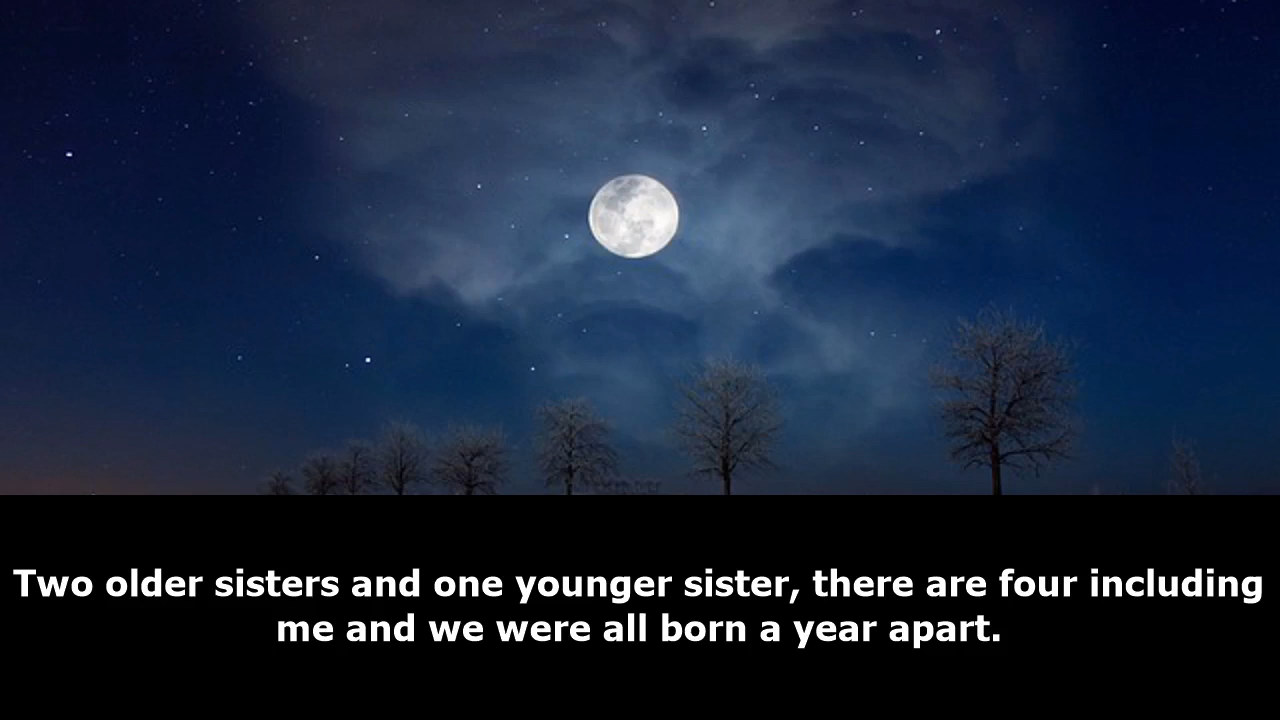 Two older sisters and one younger sister, there are four including
me and we were all born a year apart.